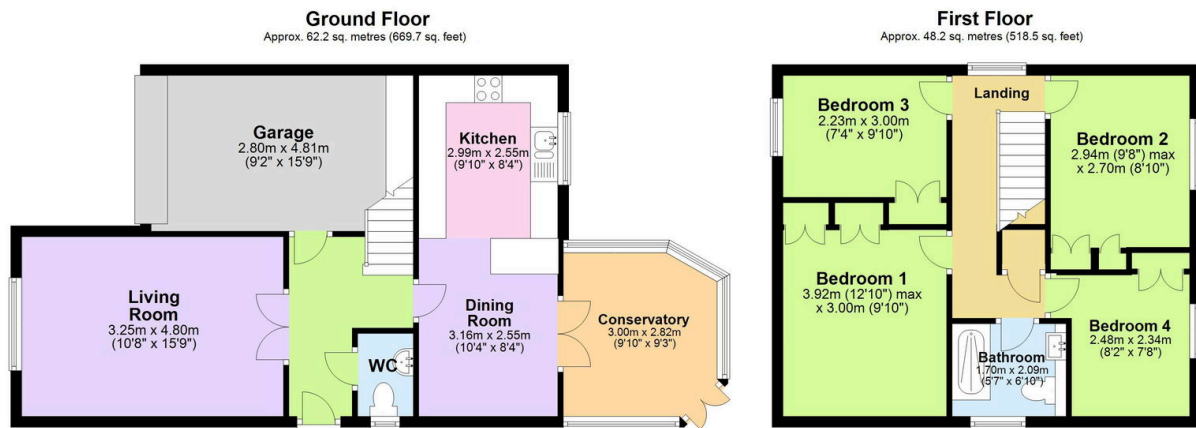 Ground Floor
Approx. 62.2 sq. metres (669.7 sq. feet)
Garage
2.80m x 4.81m
(9'2" x 15'9")
Kitchen
2.99m x 2.55m
(9'10" x 8'4")
Living
Room
3.25m x 4.80m
(10'8" x 15'9")
WC
Dining
Room
3.16m x 2.55m
(10'4" x 8'4")
Conservatory
3.00m x 2.82m
(9'10" x 9'3")
First Floor
Approx. 48.2 sq. metres (518.5 sq. feet)
Bedroom 3
2.23m x 3.00m
(7'4" x 9'10")
Landing
Bedroom 2
2.94m (9'8") max
x 2.70m (8'10")
Bedroom 1
3.92m (12'10") max
x 3.00m (9'10")
Bathroom
1.70m x 2.09m
(5'7" x 6'10")
Bedroom 4
2.48m x 2.34m
(8'2" x 7'8")